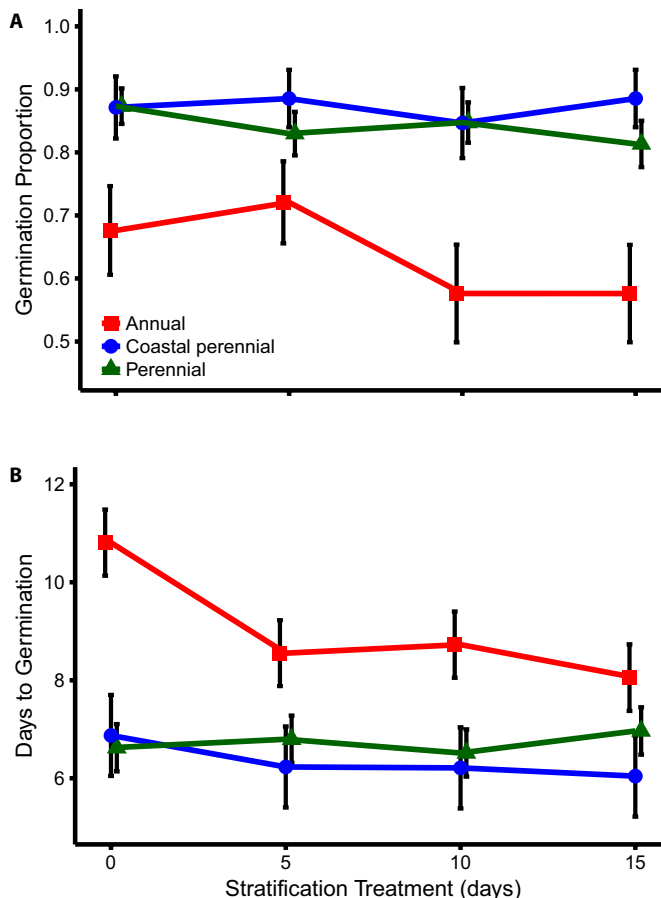 A
Germination Proportion
1.0
0.9
0.8
0.7
0.6
0.5
Annual
Coastal perennial
Perennial
B
Days to Germination
12
10
8
6
0 5 10 15
Stratification Treatment (days)